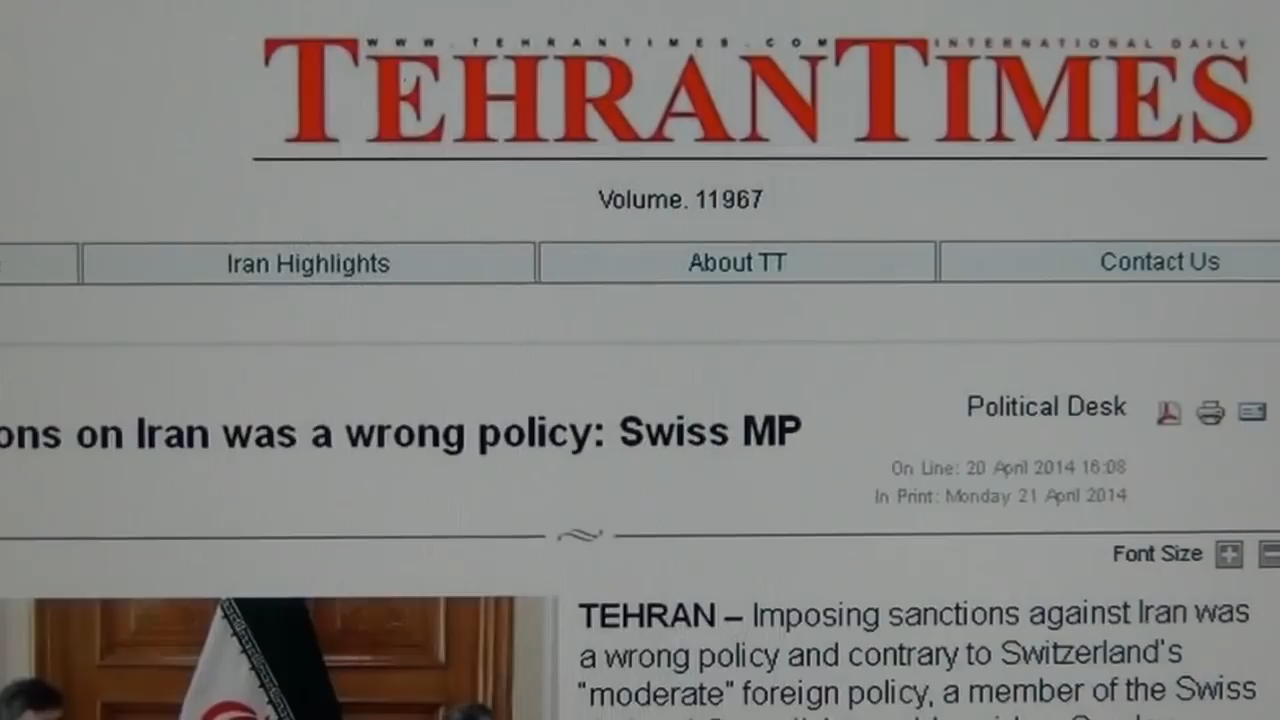 WWW.TEHRANTIMES.COM INTERNATIONAL DAILY
TEHRAN TIMES
Volume. 11967
Iran Highlights About TT Contact Us
Political Desk
ons on Iran was a wrong policy: Swiss MP
On Line: 20 April 2014 16:08
In Print: Monday 21 April 2014
Font Size
TEHRAN – Imposing sanctions against Iran was
a wrong policy and contrary to Switzerland's
"moderate" foreign policy, a member of the Swiss